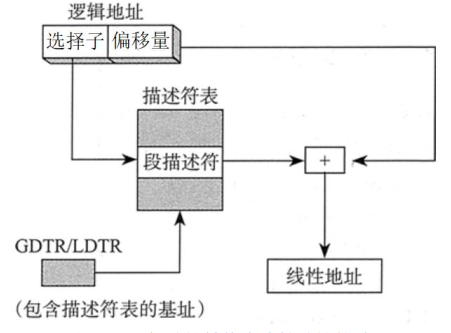 逻辑地址
选择子 偏移量
描述符表
段描述符
+
GDTR/LDTR
线性地址
(包含描述符表的基址)